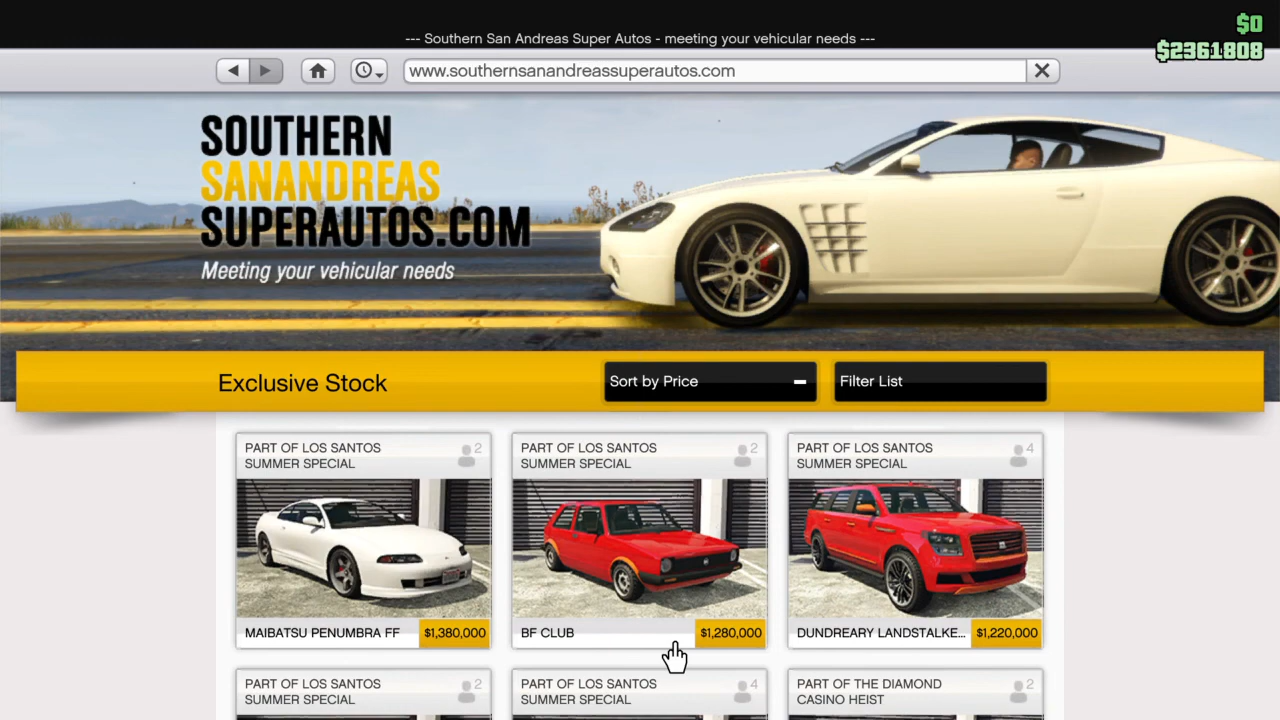 --- Southern San Andreas Super Autos - meeting your vehicular needs ---
$0
$2361808
www.southernsanandreassuperautos.com
SOUTHERN
SANANDREAS
SUPERAUTOS.COM
Meeting your vehicular needs
Exclusive Stock
Sort by Price
Filter List
PART OF LOS SANTOS
SUMMER SPECIAL
2
MAIBATSU PENUMBRA FF
$1,380,000
PART OF LOS SANTOS
SUMMER SPECIAL
2
BF CLUB
$1,280,000
PART OF LOS SANTOS
SUMMER SPECIAL
4
DUNDREARY LANDSTALKE...
$1,220,000
PART OF LOS SANTOS
SUMMER SPECIAL
2
PART OF LOS SANTOS
SUMMER SPECIAL
4
PART OF THE DIAMOND
CASINO HEIST
2